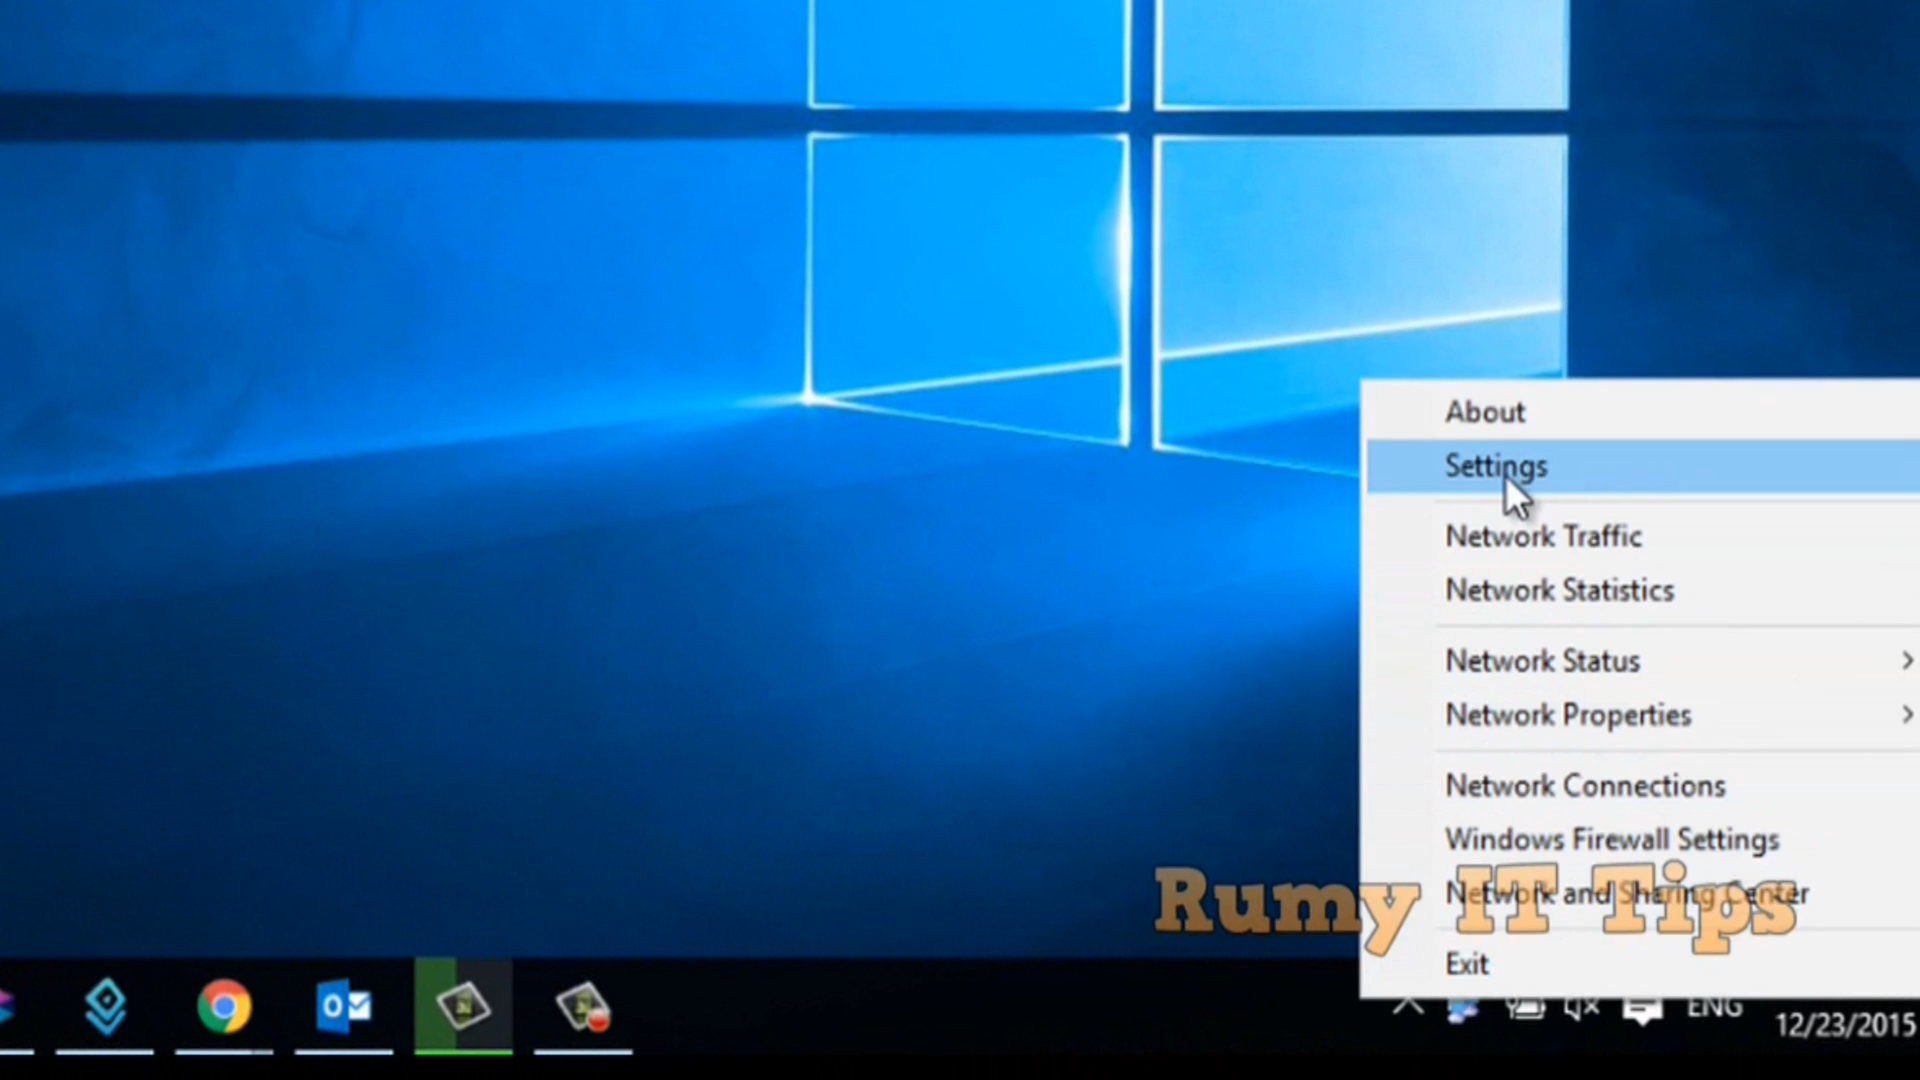 About
Settings
Network Traffic
Network Statistics
Network Status
Network Properties
Network Connections
Windows Firewall Settings
Network and Sharing Center
Rumy IT Tips
Exit
ENG
12/23/2015